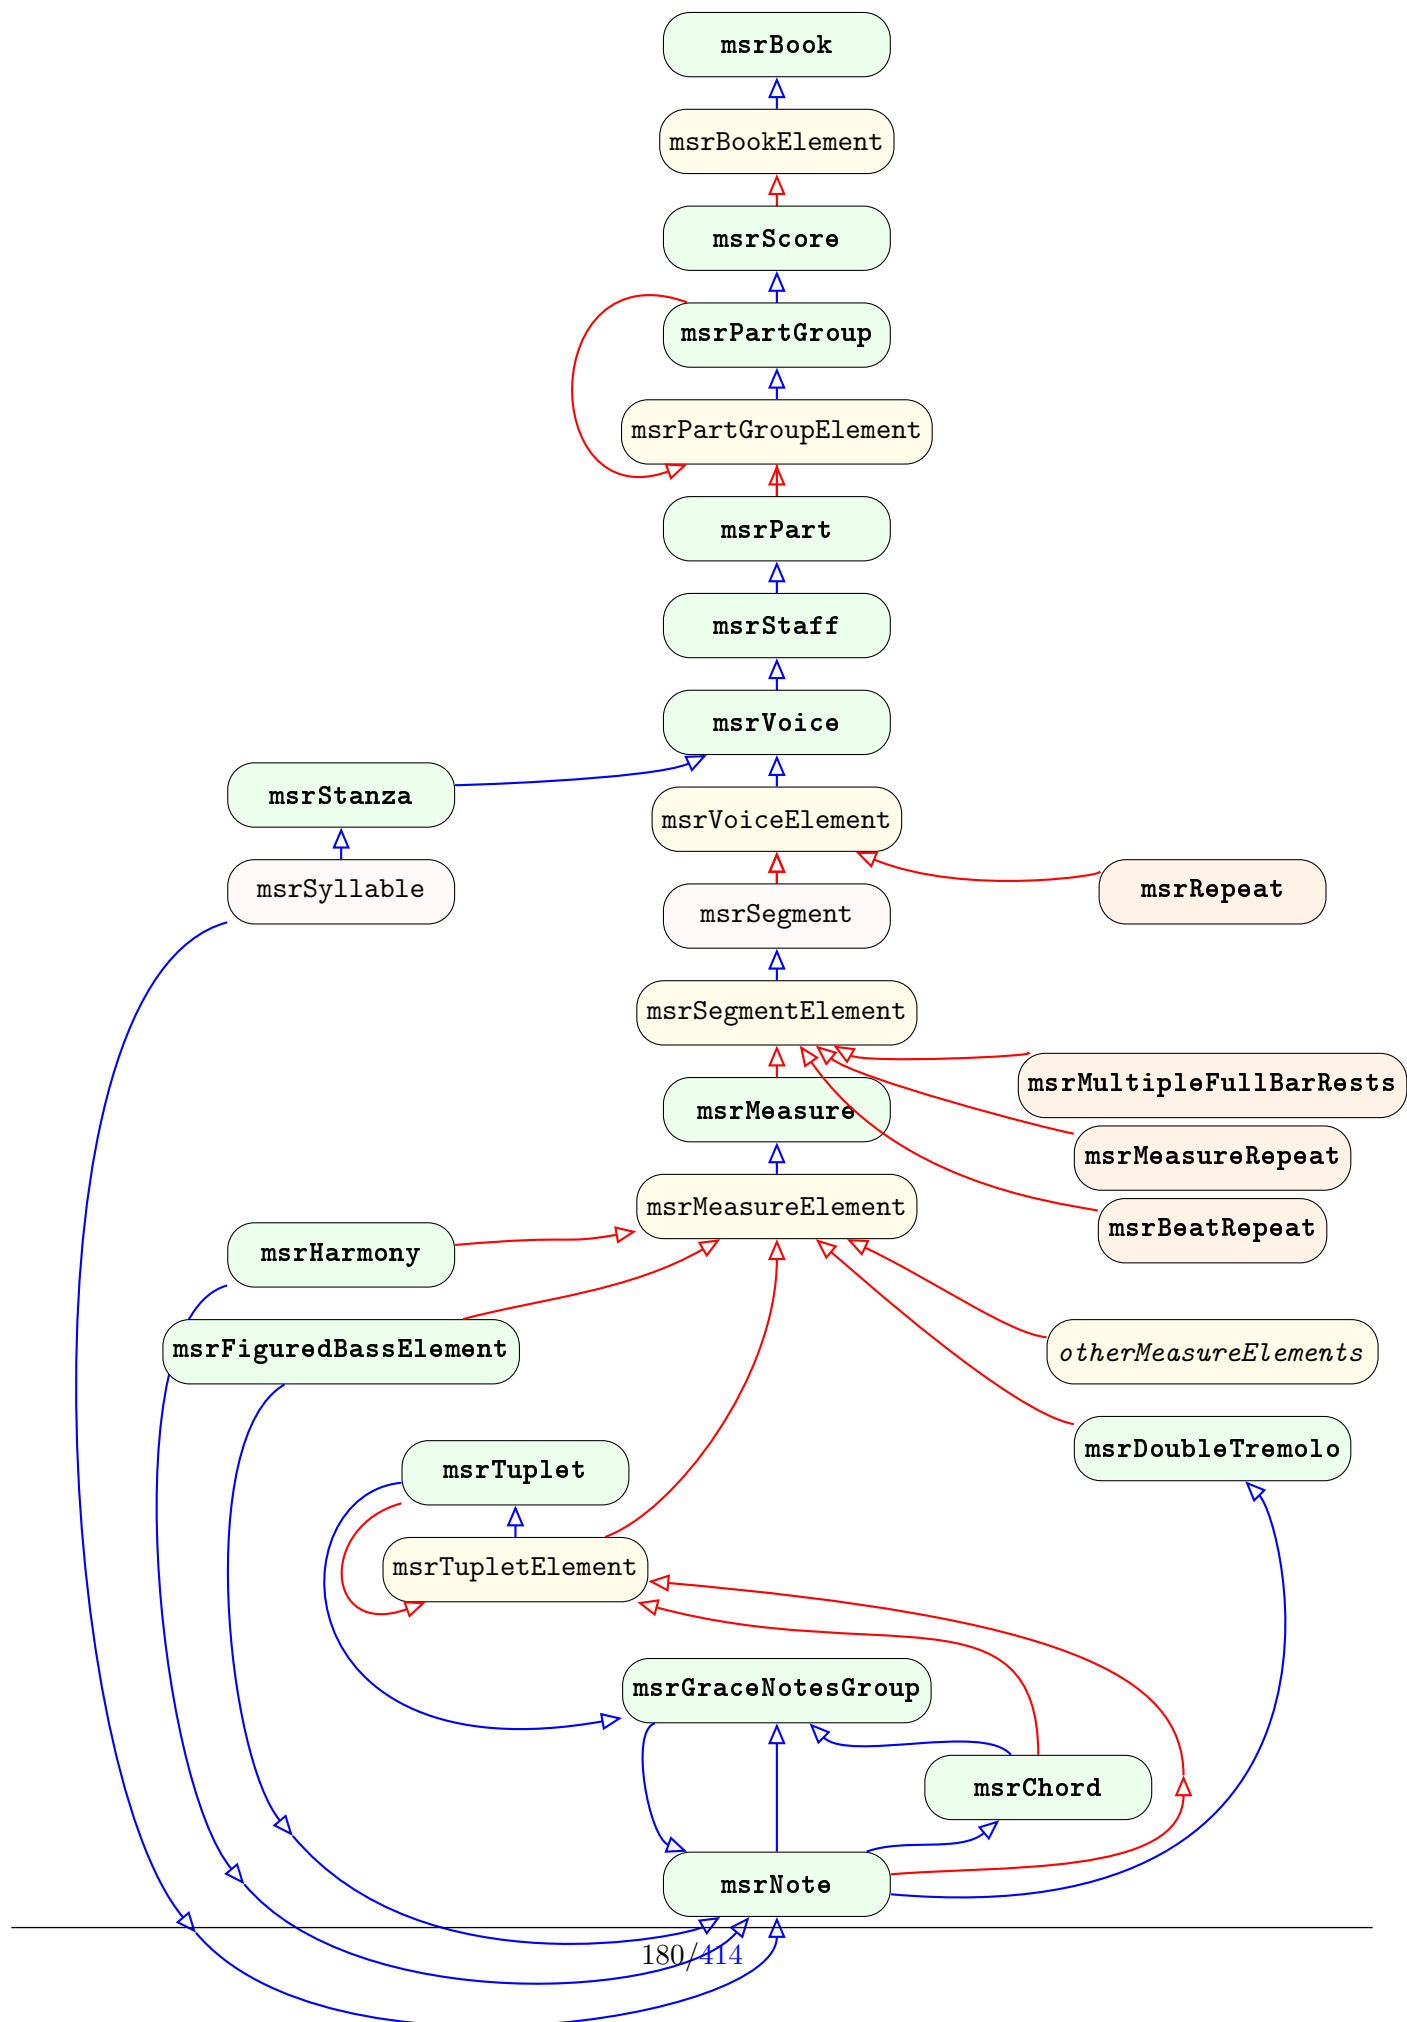 msrBook
msrBookElement
msrScore
msrPartGroup
msrPartGroupElement
msrPart
msrStaff
msrVoice
msrStanza
msrVoiceElement
msrSyllable
msrRepeat
msrSegment
msrSegmentElement
msrMultipleFullBarRests
msrMeasure
msrMeasureRepeat
msrMeasureElement
msrBeatRepeat
msrHarmony
msrFiguredBassElement
otherMeasureElements
msrDoubleTremolo
msrTuplet
msrTupletElement
msrGraceNotesGroup
msrChord
msrNote
180/414